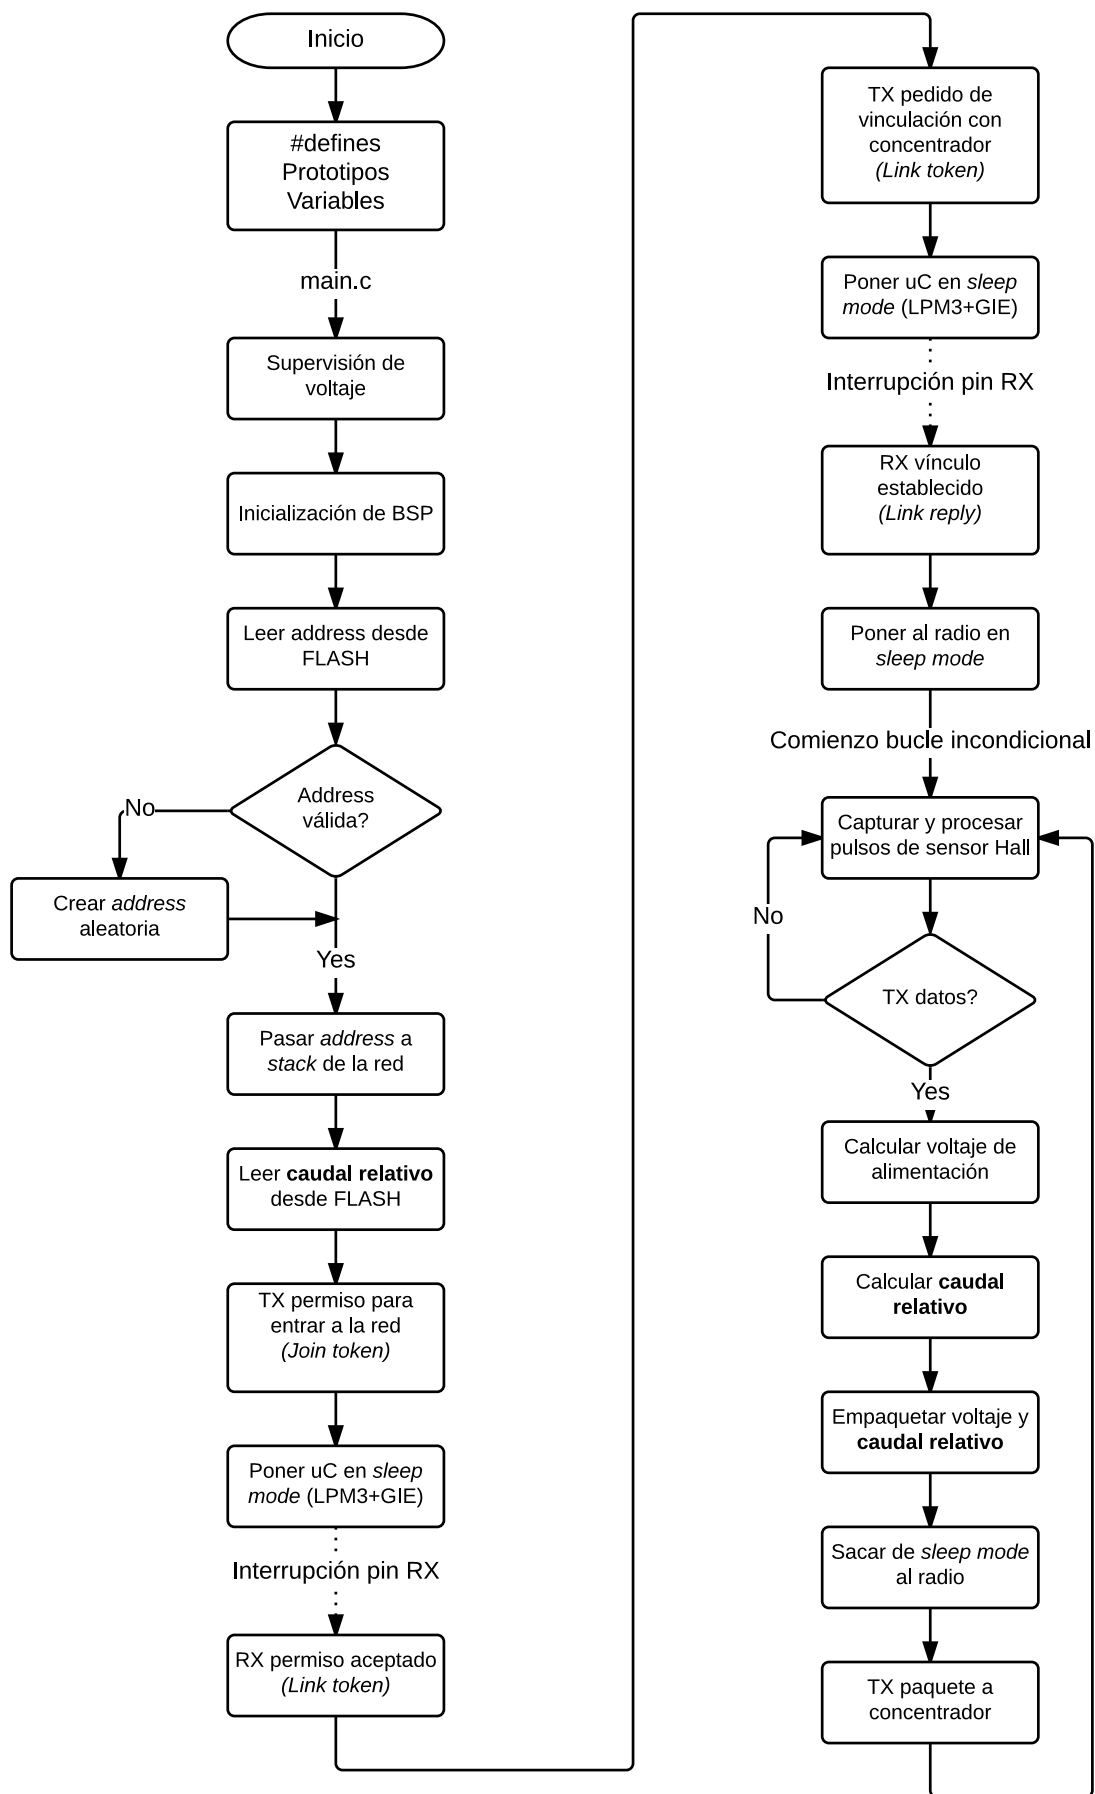 Inicio
#defines
Prototipos
Variables
main.c
Supervisión de
voltaje
Inicialización de BSP
Leer address desde
FLASH
Address
válida?
No
Crear address
aleatoria
Yes
Pasar address a
stack de la red
Leer caudal relativo
desde FLASH
TX permiso para
entrar a la red
(Join token)
Poner uC en sleep
mode (LPM3+GIE)
Interrupción pin RX
RX permiso aceptado
(Link token)
TX pedido de
vinculación con
concentrador
(Link token)
Poner uC en sleep
mode (LPM3+GIE)
Interrupción pin RX
RX vínculo
establecido
(Link reply)
Poner al radio en
sleep mode
Comienzo bucle incondicional
Capturar y procesar
pulsos de sensor Hall
No
TX datos?
Yes
Calcular voltaje de
alimentación
Calcular caudal
relativo
Empaquetar voltaje y
caudal relativo
Sacar de sleep mode
al radio
TX paquete a
concentrador